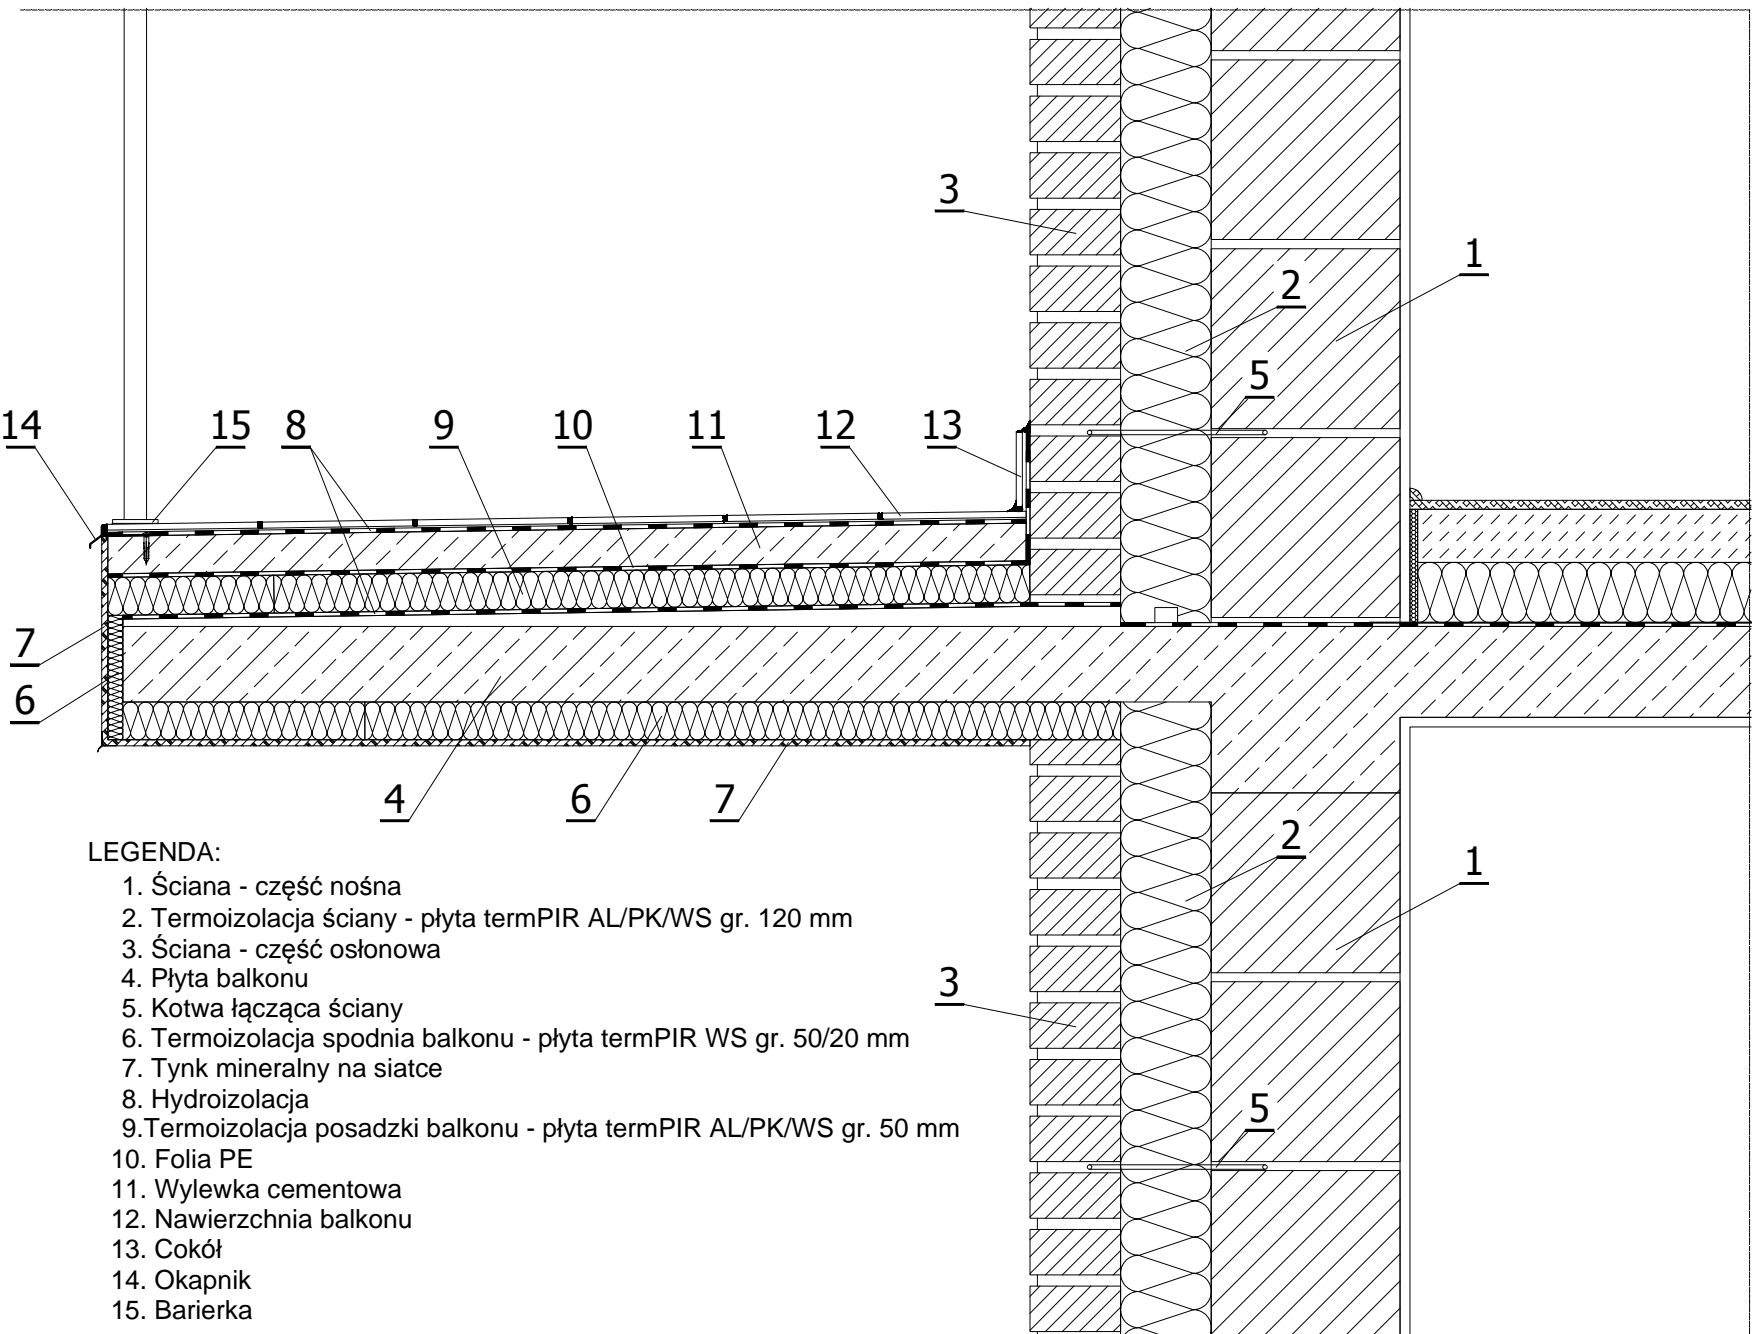 3
1
2
5
14
15
8
9
10
11
12
13
7
6
4
6
7
2
1
3
5
LEGENDA:
1. Ściana - część nośna
2. Termoizolacja ściany - płyta termPIR AL/PK/WS gr. 120 mm
3. Ściana - część osłonowa
4. Płyta balkonu
5. Kotwa łącząca ściany
6. Termoizolacja spodnia balkonu - płyta termPIR WS gr. 50/20 mm
7. Tynk mineralny na siatce
8. Hydroizolacja
9.Termoizolacja posadzki balkonu - płyta termPIR AL/PK/WS gr. 50 mm
10. Folia PE
11. Wylewka cementowa
12. Nawierzchnia balkonu
13. Cokół
14. Okapnik
15. Barierka